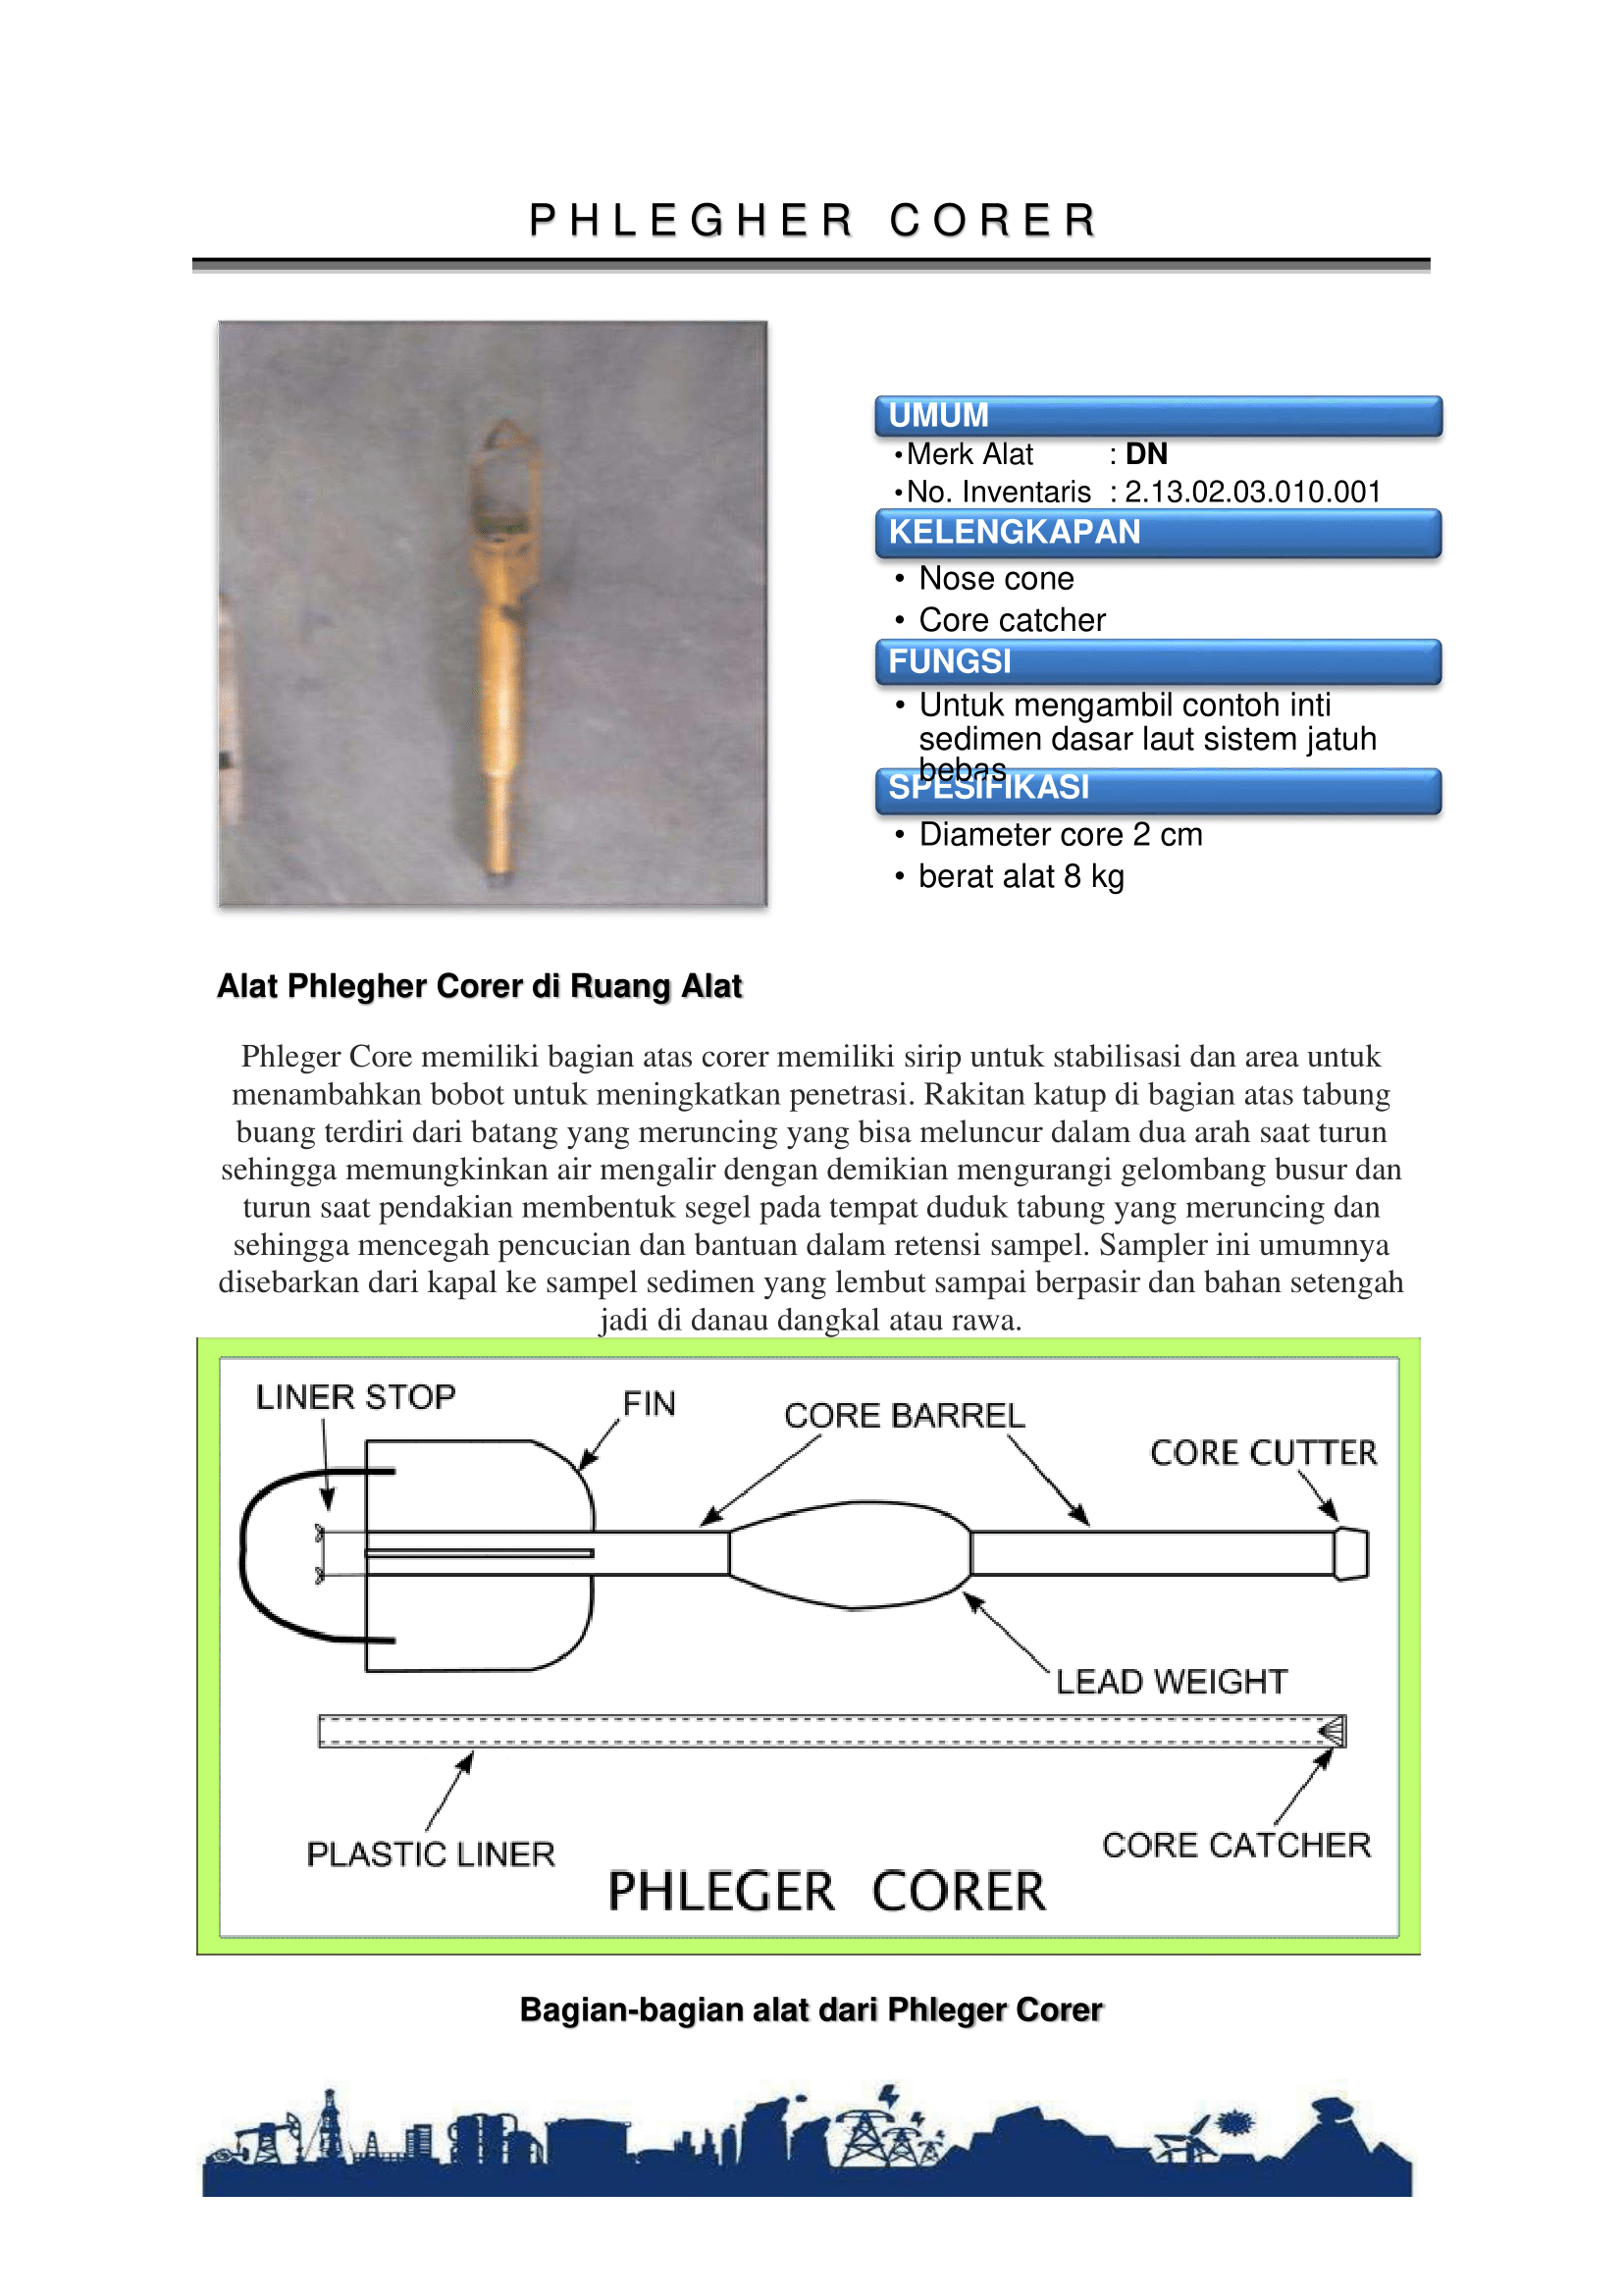 PHLEGHER CORER
UMUM
•Merk Alat : DN
•No. Inventaris : 2.13.02.03.010.001
KELENGKAPAN
• Nose cone
• Core catcher
FUNGSI
• Untuk mengambil contoh inti
sedimen dasar laut sistem jatuh
bebas
SPESIFIKASI
• Diameter core 2 cm
• berat alat 8 kg
Alat Phlegher Corer di Ruang Alat
Phleger Core memiliki bagian atas corer memiliki sirip untuk stabilisasi dan area untuk
menambahkan bobot untuk meningkatkan penetrasi. Rakitan katup di bagian atas tabung
buang terdiri dari batang yang meruncing yang bisa meluncur dalam dua arah saat turun
sehingga memungkinkan air mengalir dengan demikian mengurangi gelombang busur dan
turun saat pendakian membentuk segel pada tempat duduk tabung yang meruncing dan
sehingga mencegah pencucian dan bantuan dalam retensi sampel. Sampler ini umumnya
disebarkan dari kapal ke sampel sedimen yang lembut sampai berpasir dan bahan setengah
jadi di danau dangkal atau rawa.
LINER STOP
FIN
CORE BARREL
CORE CUTTER
LEAD WEIGHT
PLASTIC LINER
CORE CATCHER
PHLEGER CORER
Bagian-bagian alat dari Phleger Corer